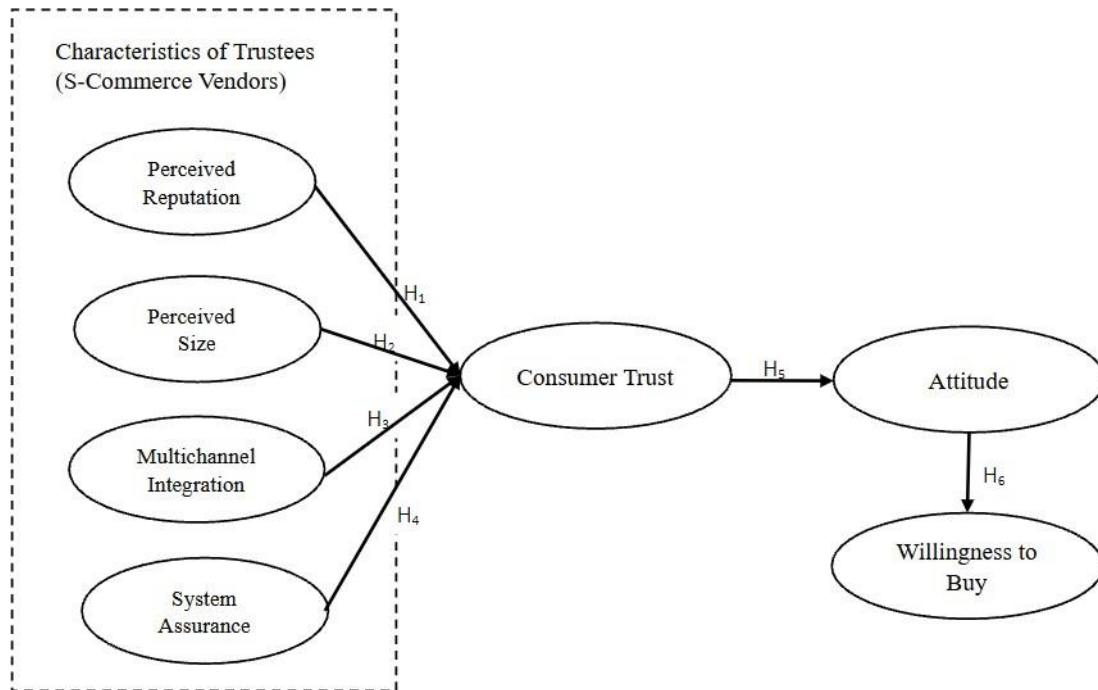 Characteristics of Trustees
(S-Commerce Vendors)
Perceived
Reputation
H₁
Perceived
Size
H₂
Consumer Trust
H₅
Attitude
Multichannel
Integration
H₃
H₄
H₆
System
Assurance
Willingness to
Buy